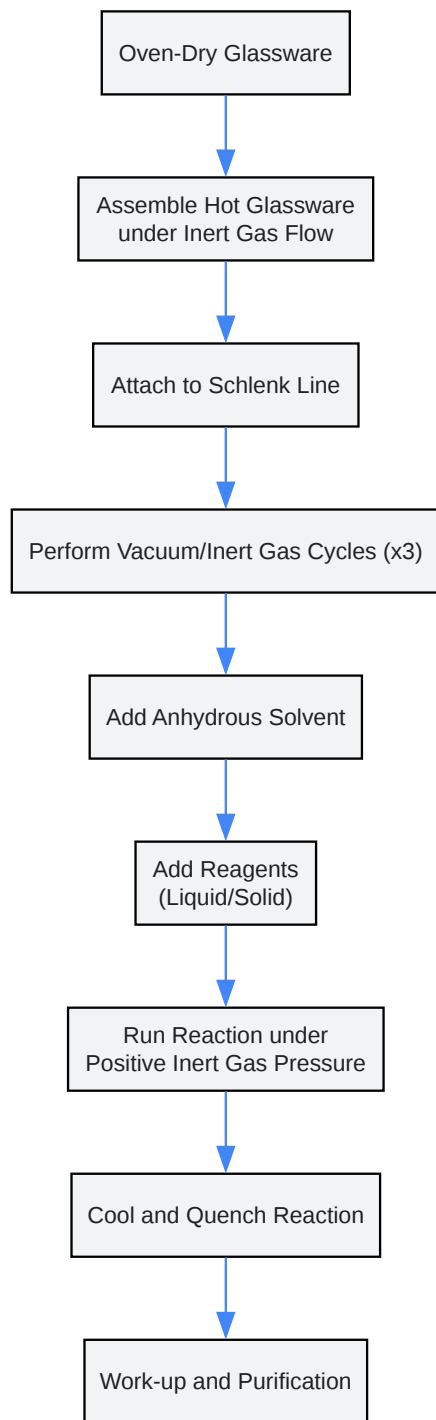 Oven-Dry Glassware
Assemble Hot Glassware
under Inert Gas Flow
Attach to Schlenk Line
Perform Vacuum/Inert Gas Cycles (x3)
Add Anhydrous Solvent
Add Reagents
(Liquid/Solid)
Run Reaction under
Positive Inert Gas Pressure
Cool and Quench Reaction
Work-up and Purification